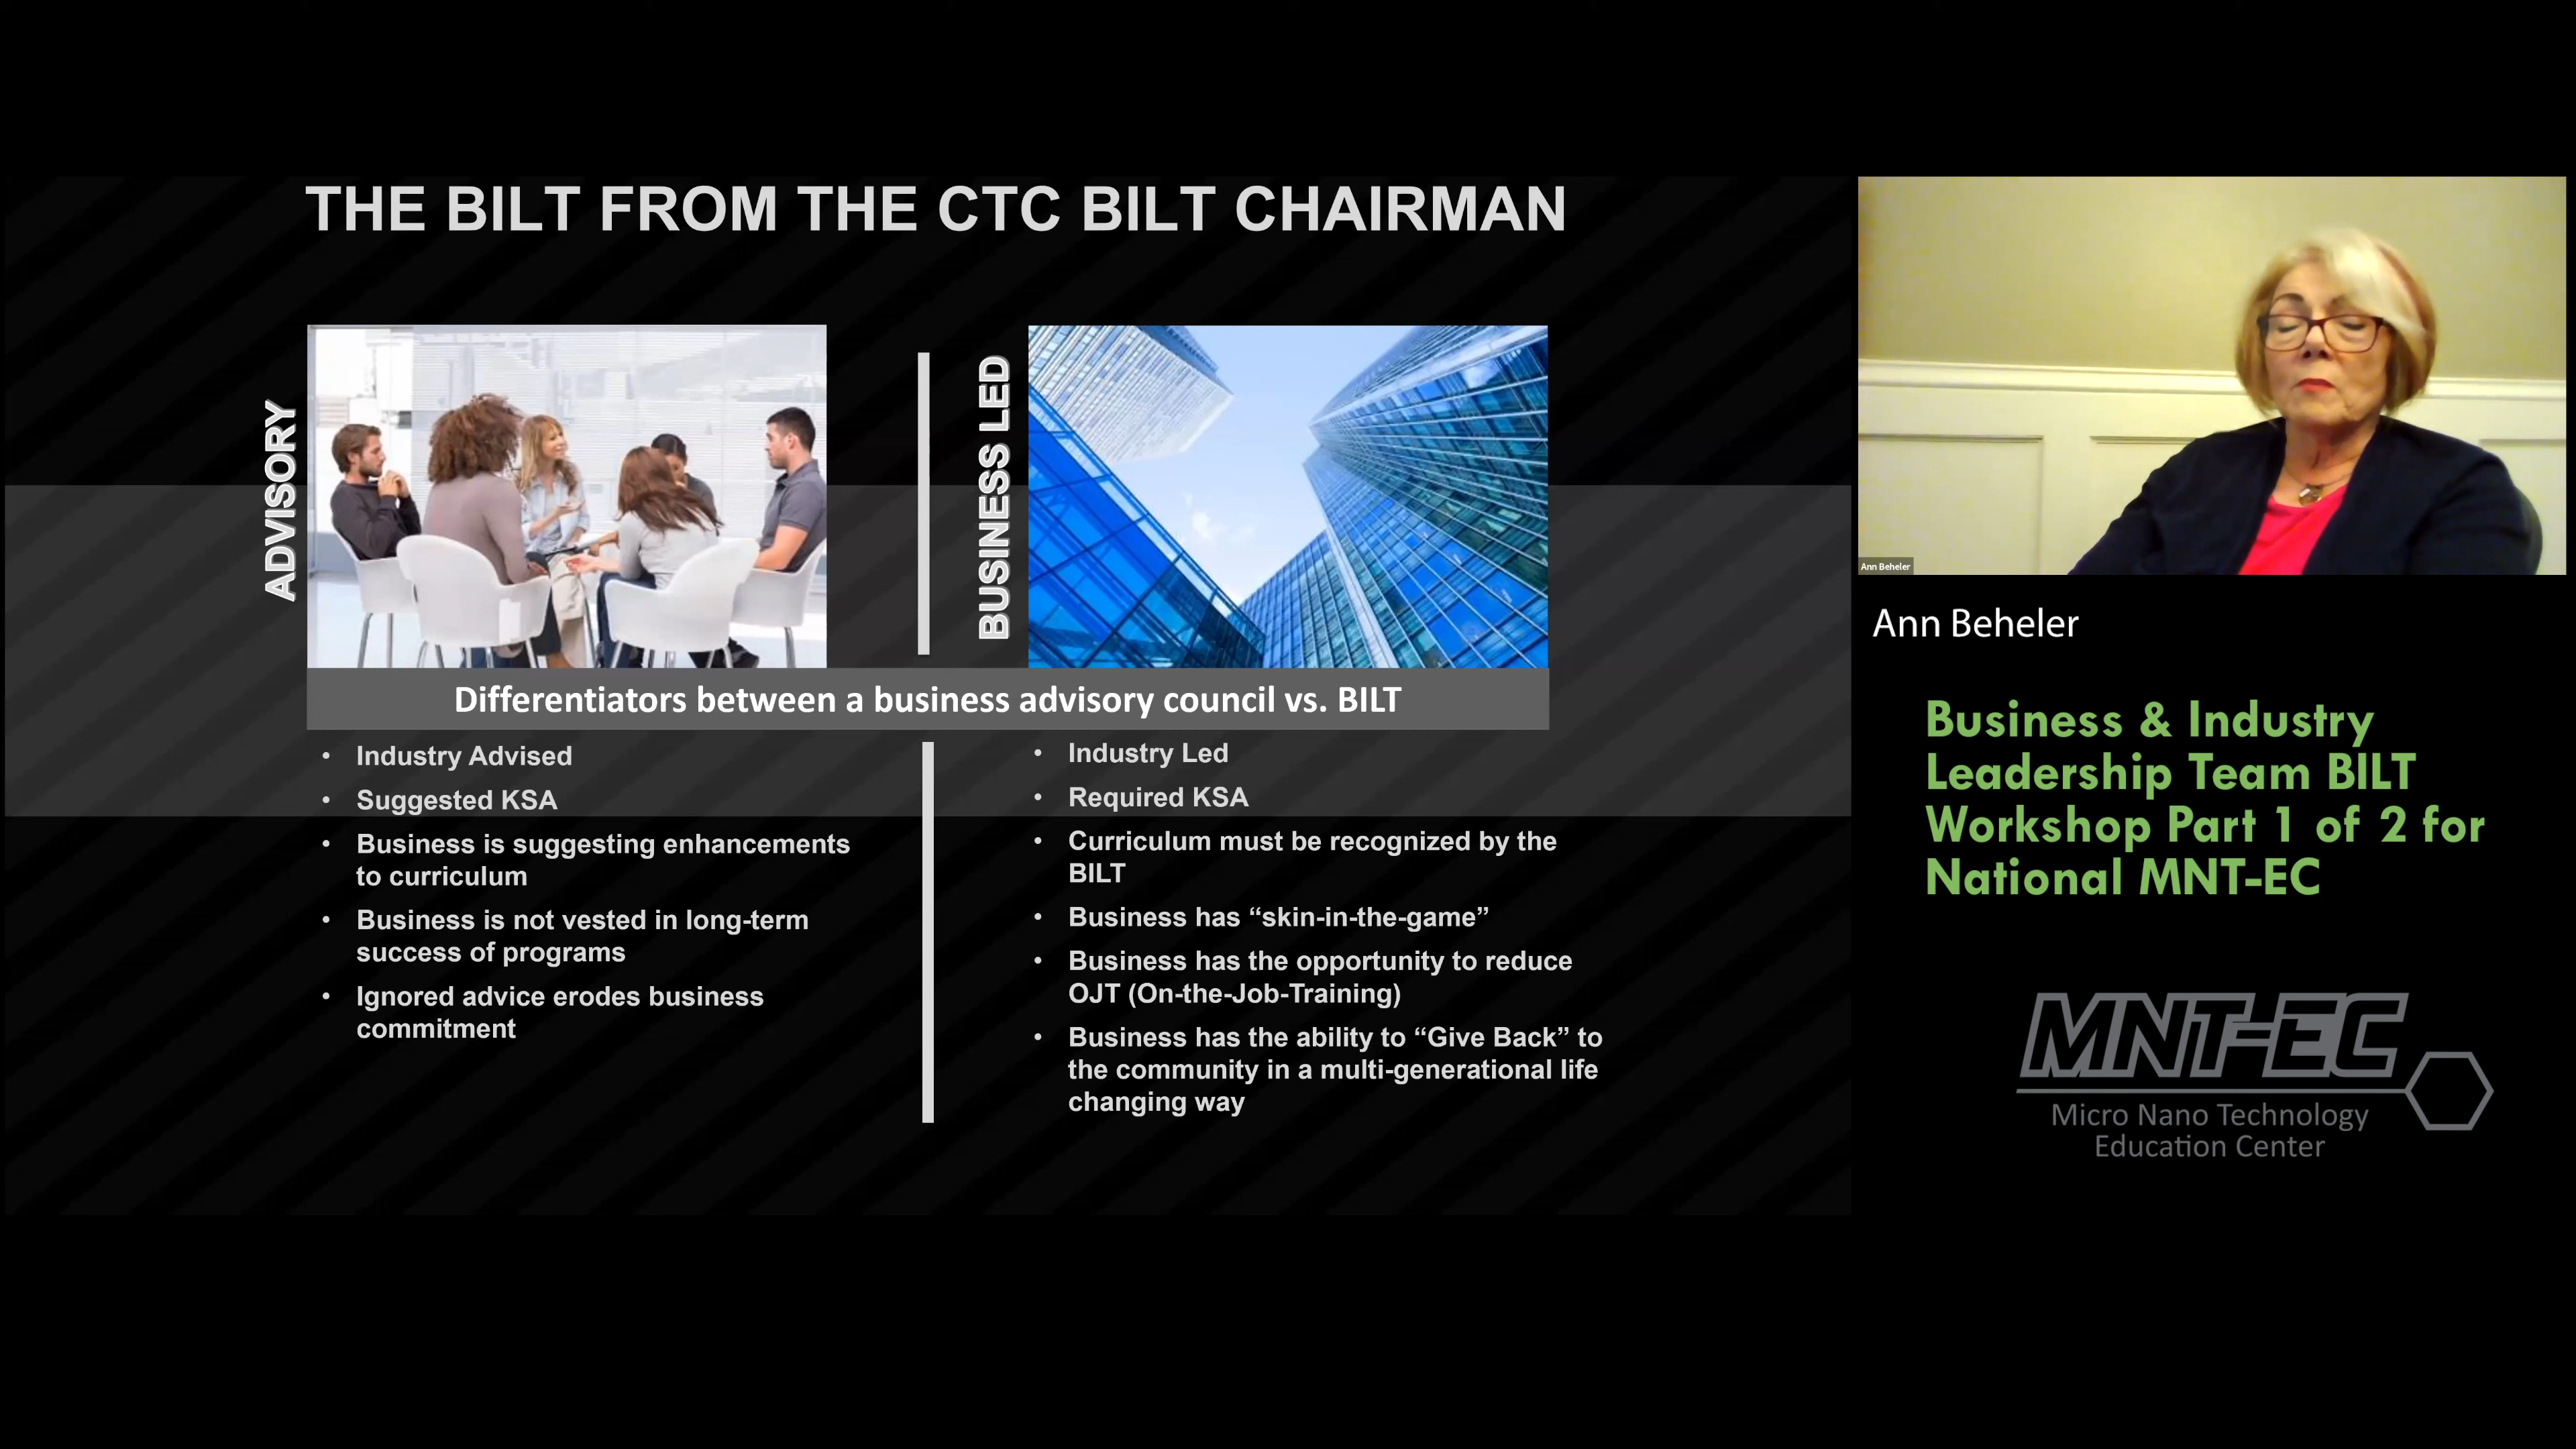 THE BILT FROM THE CTC BILT CHAIRMAN
ADVISORY
BUSINESS LED
Differentiators between a business advisory council vs. BILT
• Industry Advised
• Suggested KSA
• Business is suggesting enhancements
to curriculum
• Business is not vested in long-term
success of programs
• Ignored advice erodes business
commitment
• Industry Led
• Required KSA
• Curriculum must be recognized by the
BILT
• Business has “skin-in-the-game”
• Business has the opportunity to reduce
OJT (On-the-Job-Training)
• Business has the ability to “Give Back” to
the community in a multi-generational life
changing way
Ann Beheler
Ann Beheler
Business & Industry
Leadership Team BILT
Workshop Part 1 of 2 for
National MNT-EC
MNT-EC
Micro Nano Technology
Education Center